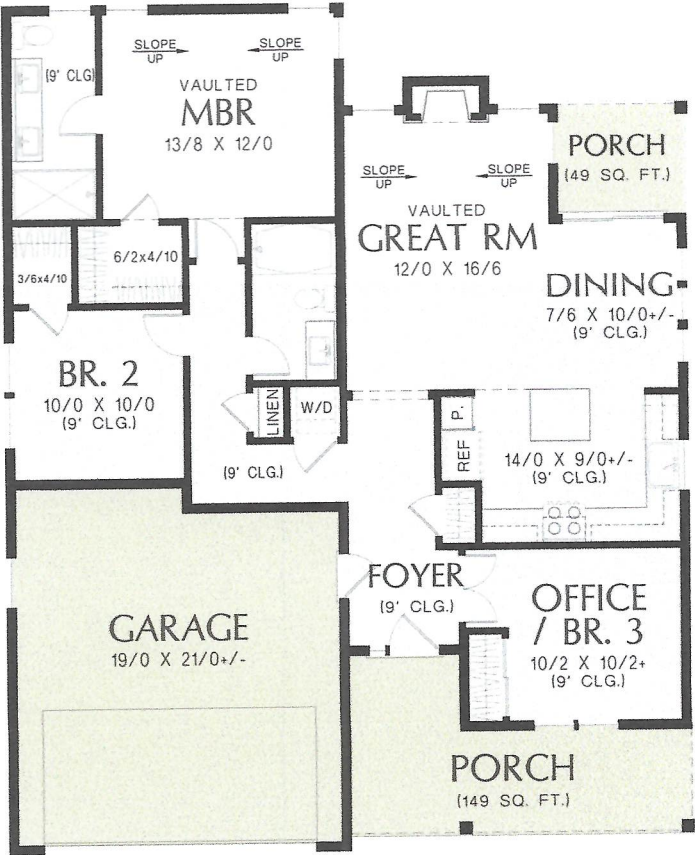 SLOPE
UP
SLOPE
UP
(9' CLG)
VAULTED
MBR
13/8 X 12/0
PORCH
(49 SQ. FT.)
SLOPE
UP
SLOPE
UP
VAULTED
GREAT RM
12/0 X 16/6
3/6x4/10
6/2x4/10
DINING
7/6 X 10/0+/-
(9' CLG.)
BR. 2
10/0 X 10/0
(9' CLG.)
LINEN
W/D
P.
REF
14/0 X 9/0+/-
(9' CLG.)
(9' CLG.)
FOYER
(9' CLG.)
OFFICE
/ BR. 3
10/2 X 10/2+
(9' CLG.)
GARAGE
19/0 X 21/0+/-
PORCH
(149 SQ. FT.)